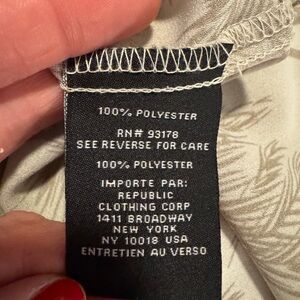 100% POLYESTER
RN# 93178
SEE REVERSE FOR CARE
100% POLYESTER
IMPORTE PAR:
REPUBLIC
CLOTHING CORP
1411 BROADWAY
NEW YORK
NY 10018 USA
ENTRETIEN AU VERSO